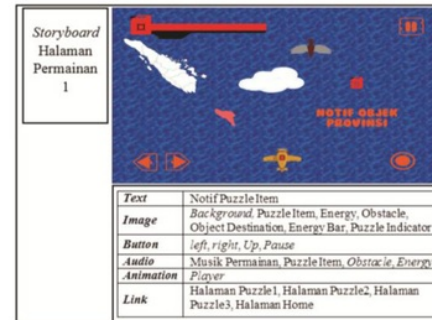 Storyboard
Halaman
Permainan
1
NOTIF OBJEK
PROVINSI
Text Notif Puzzle Item
Image Background, Puzzle Item, Energy, Obstacle,
Object Destination, Energy Bar, Puzzle Indicator
Button left, right, Up, Pause
Audio Musik Permainan, Puzzle Item, Obstacle, Energy
Animation Player
Link Halaman Puzzle1, Halaman Puzzle2, Halaman
Puzzle3, Halaman Home